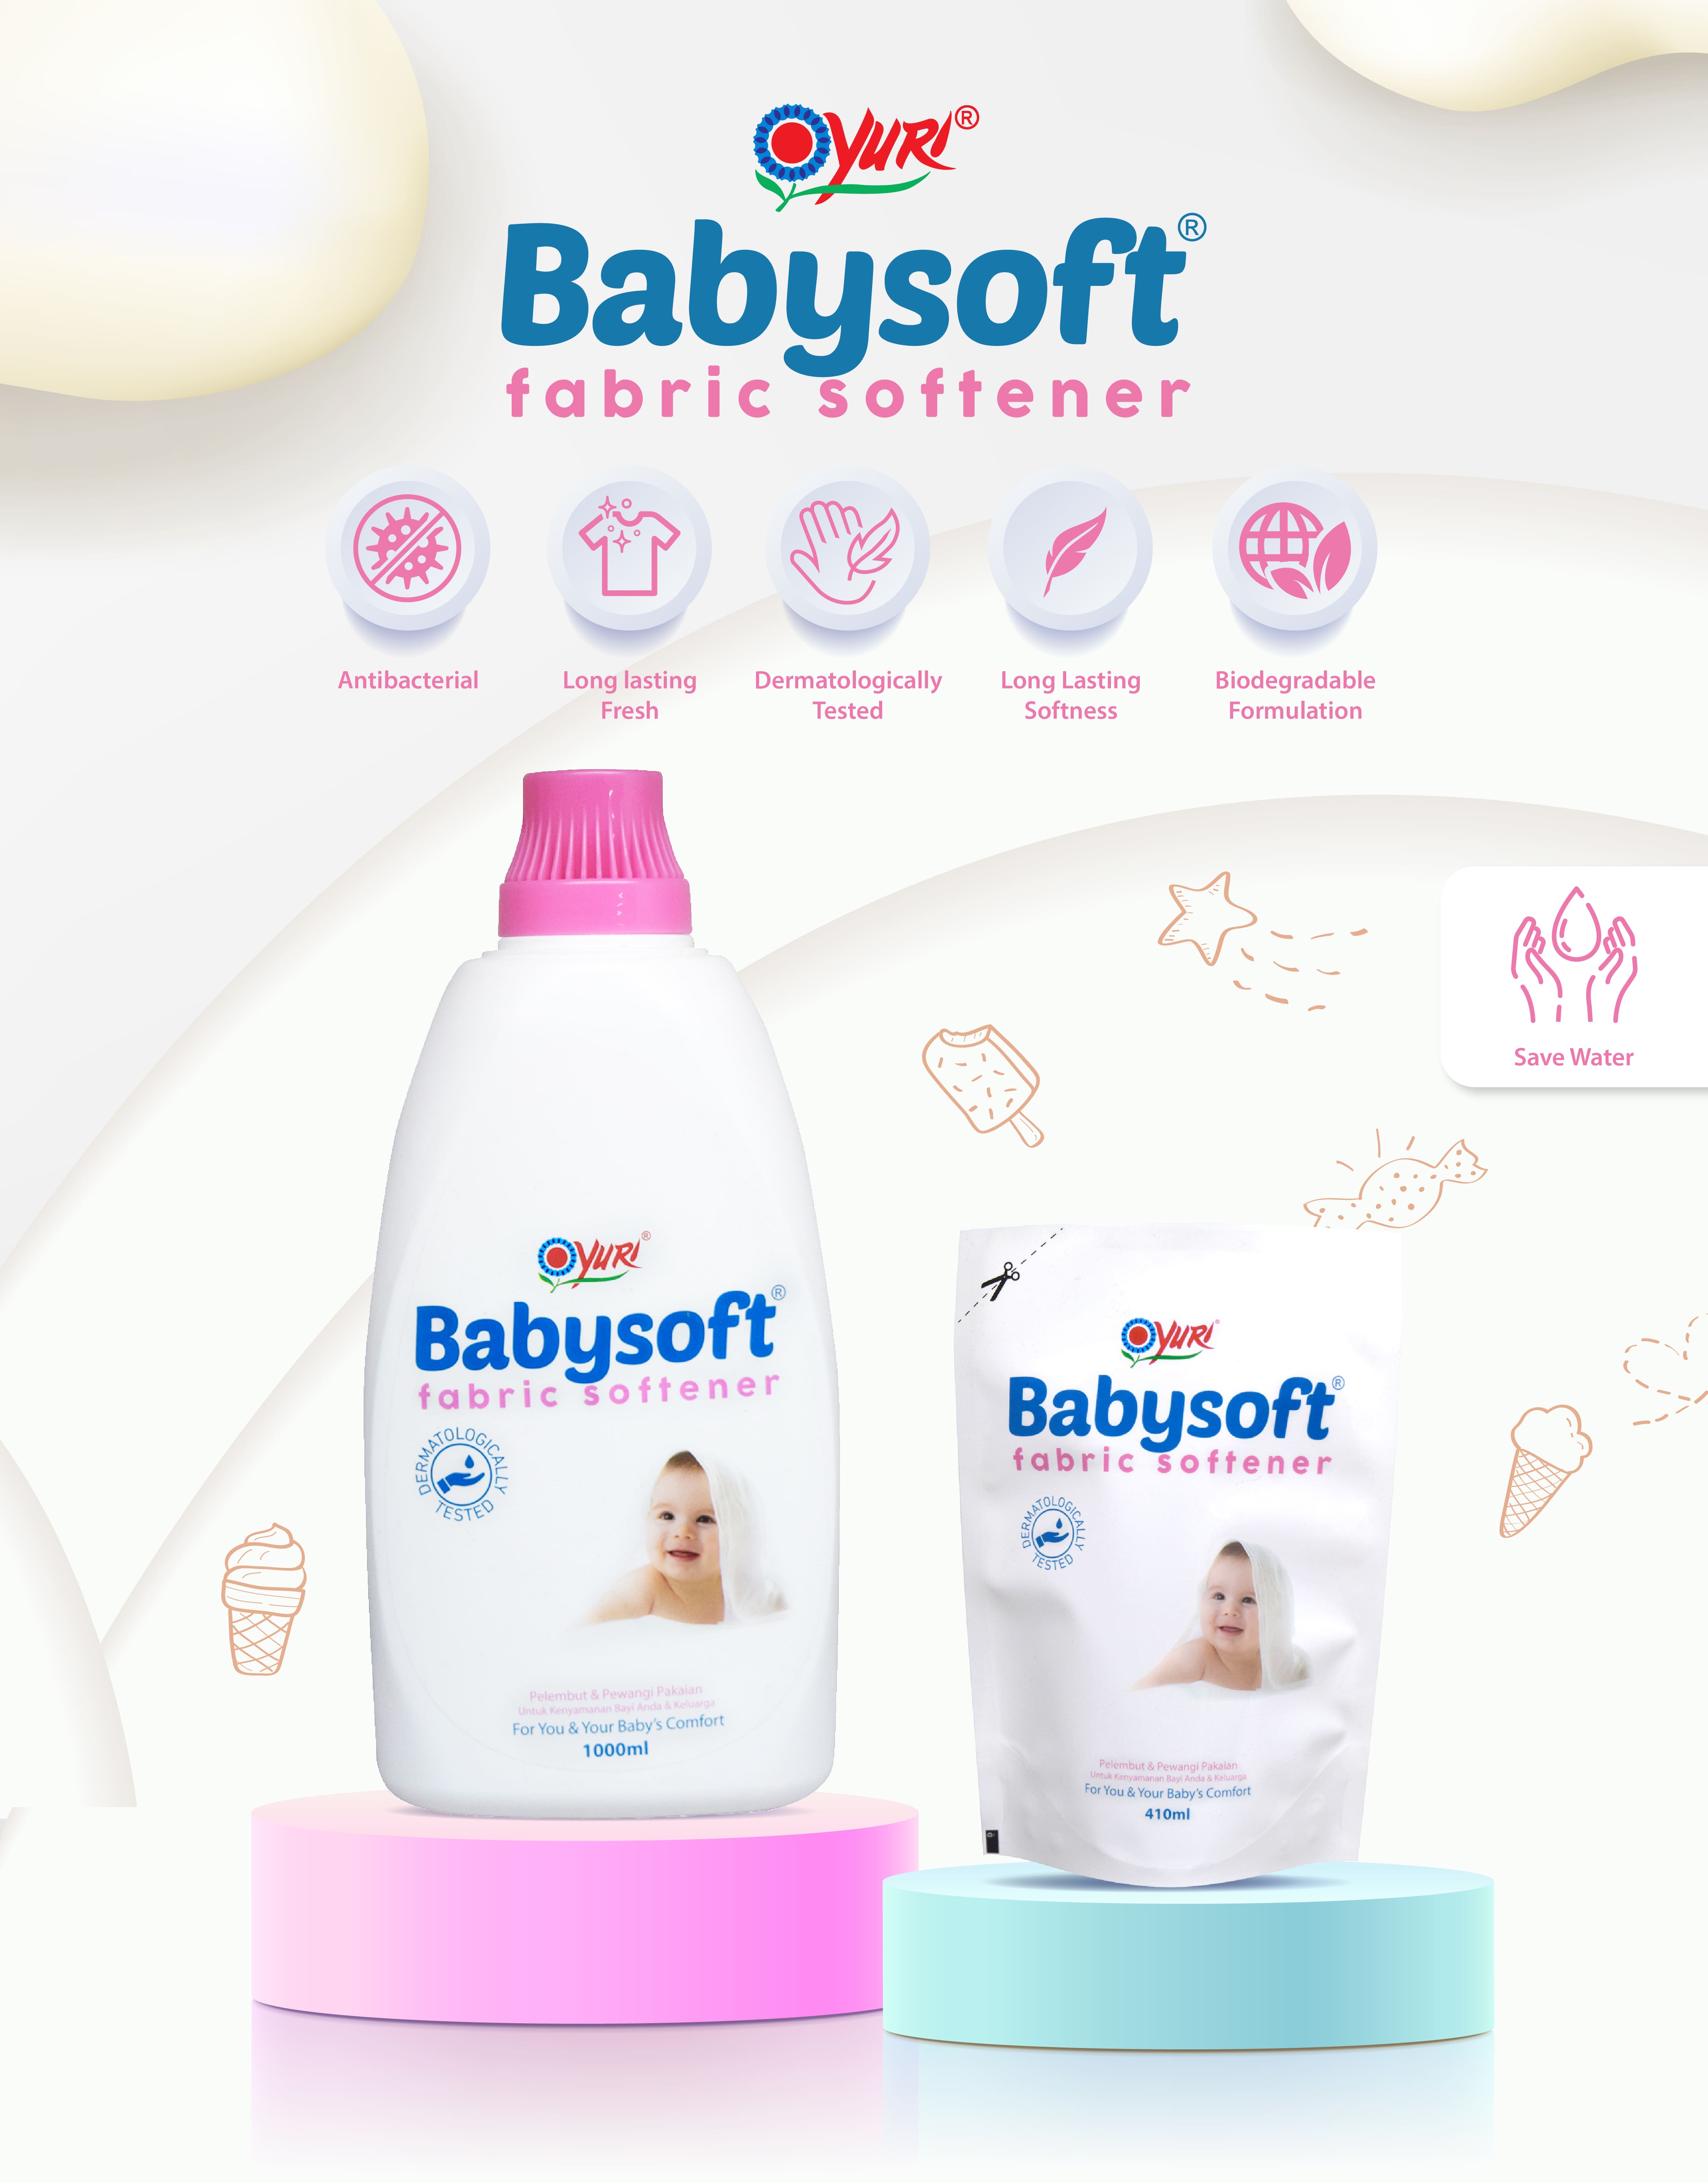 YURI®
Babysoft®
fabric softener
Antibacterial
Long lasting
Fresh
Dermatologically
Tested
Long Lasting
Softness
Biodegradable
Formulation
Save Water
YURI®
Babysoft®
fabric softener
DERMATOLOGICALLY
TESTED
Pelembut & Pewangi Pakaian
Untuk Kenyamanan Bayi Anda & Keluarga
For You & Your Baby's Comfort
1000ml
YURI®
Babysoft®
fabric softener
DERMATOLOGICALLY
TESTED
Pelembut & Pewangi Pakaian
Untuk Kenyamanan Bayi Anda & Keluarga
For You & Your Baby's Comfort
410ml